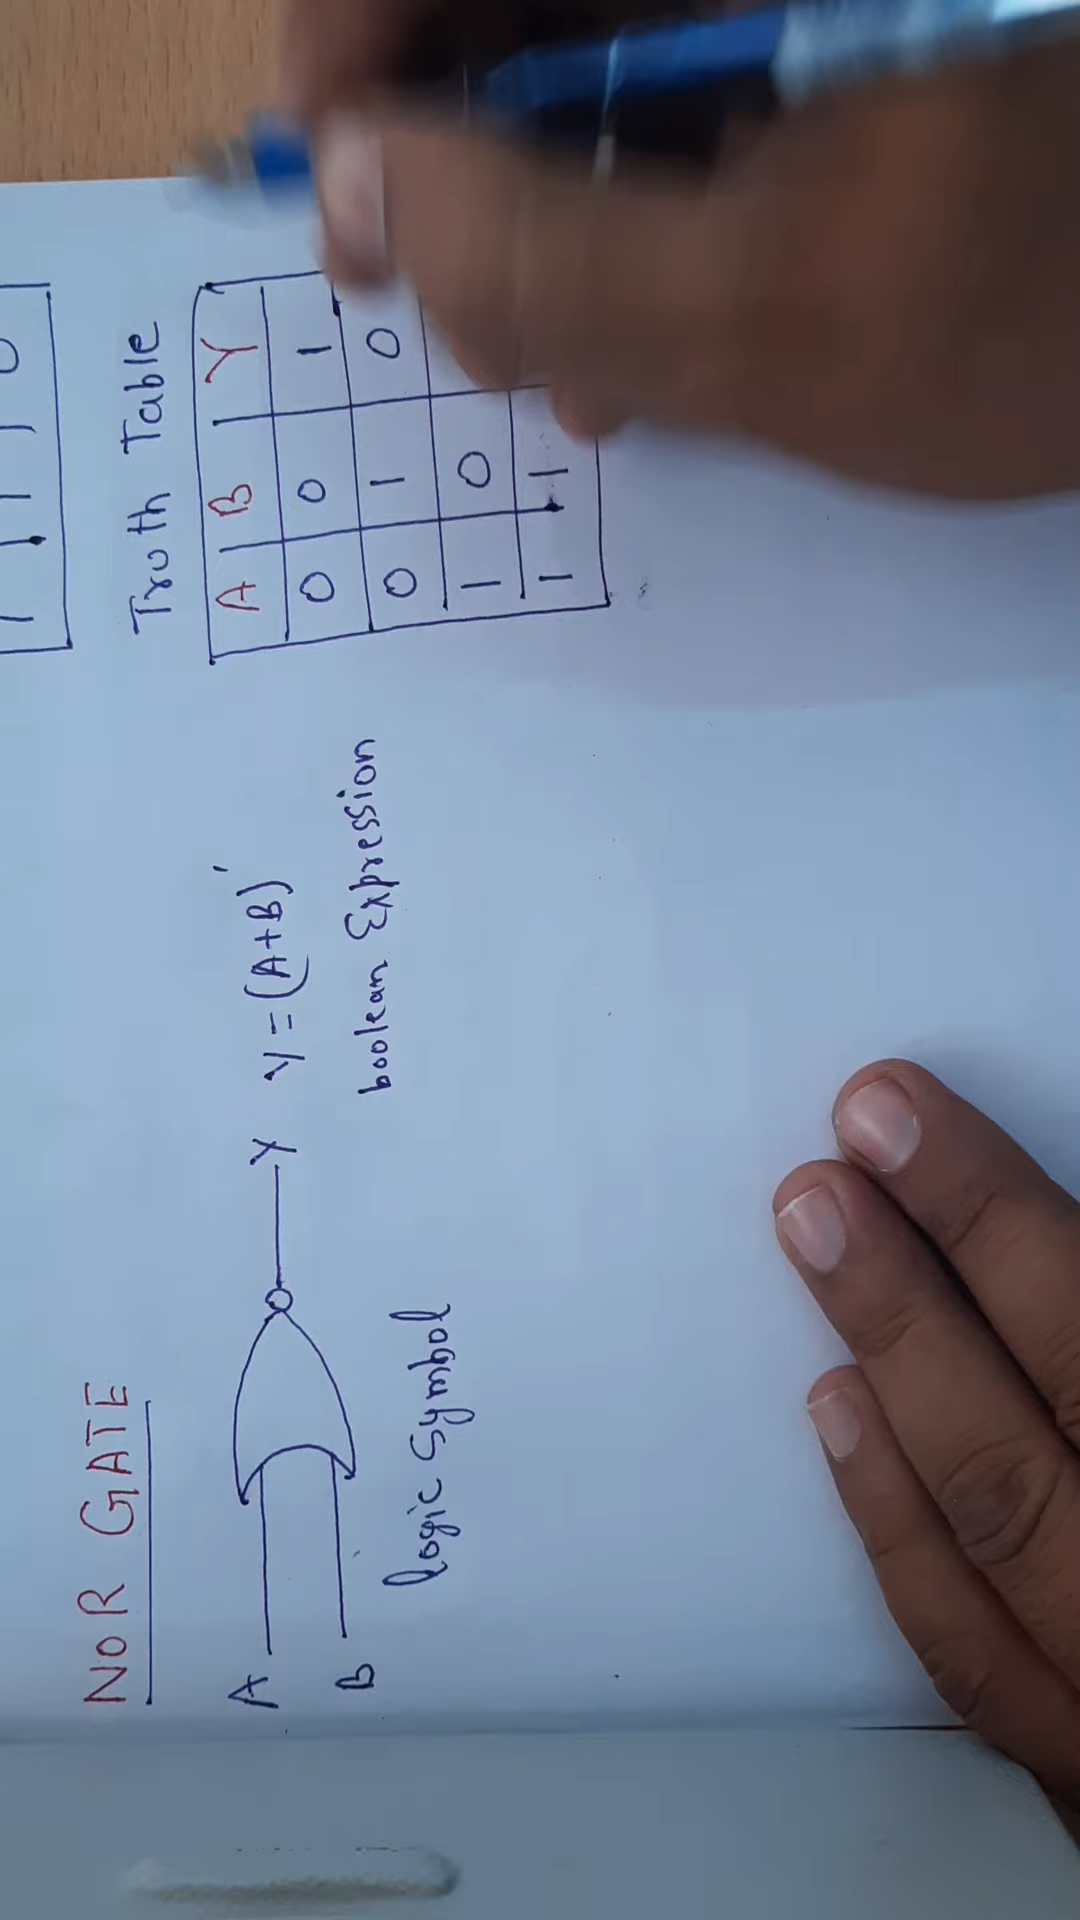 NOR GATE
A
B
Y
Y = (A+B)'
logic symbol
boolean Expression
Truth Table
A B Y
0 0 1
0 1 0
1 0
1 1